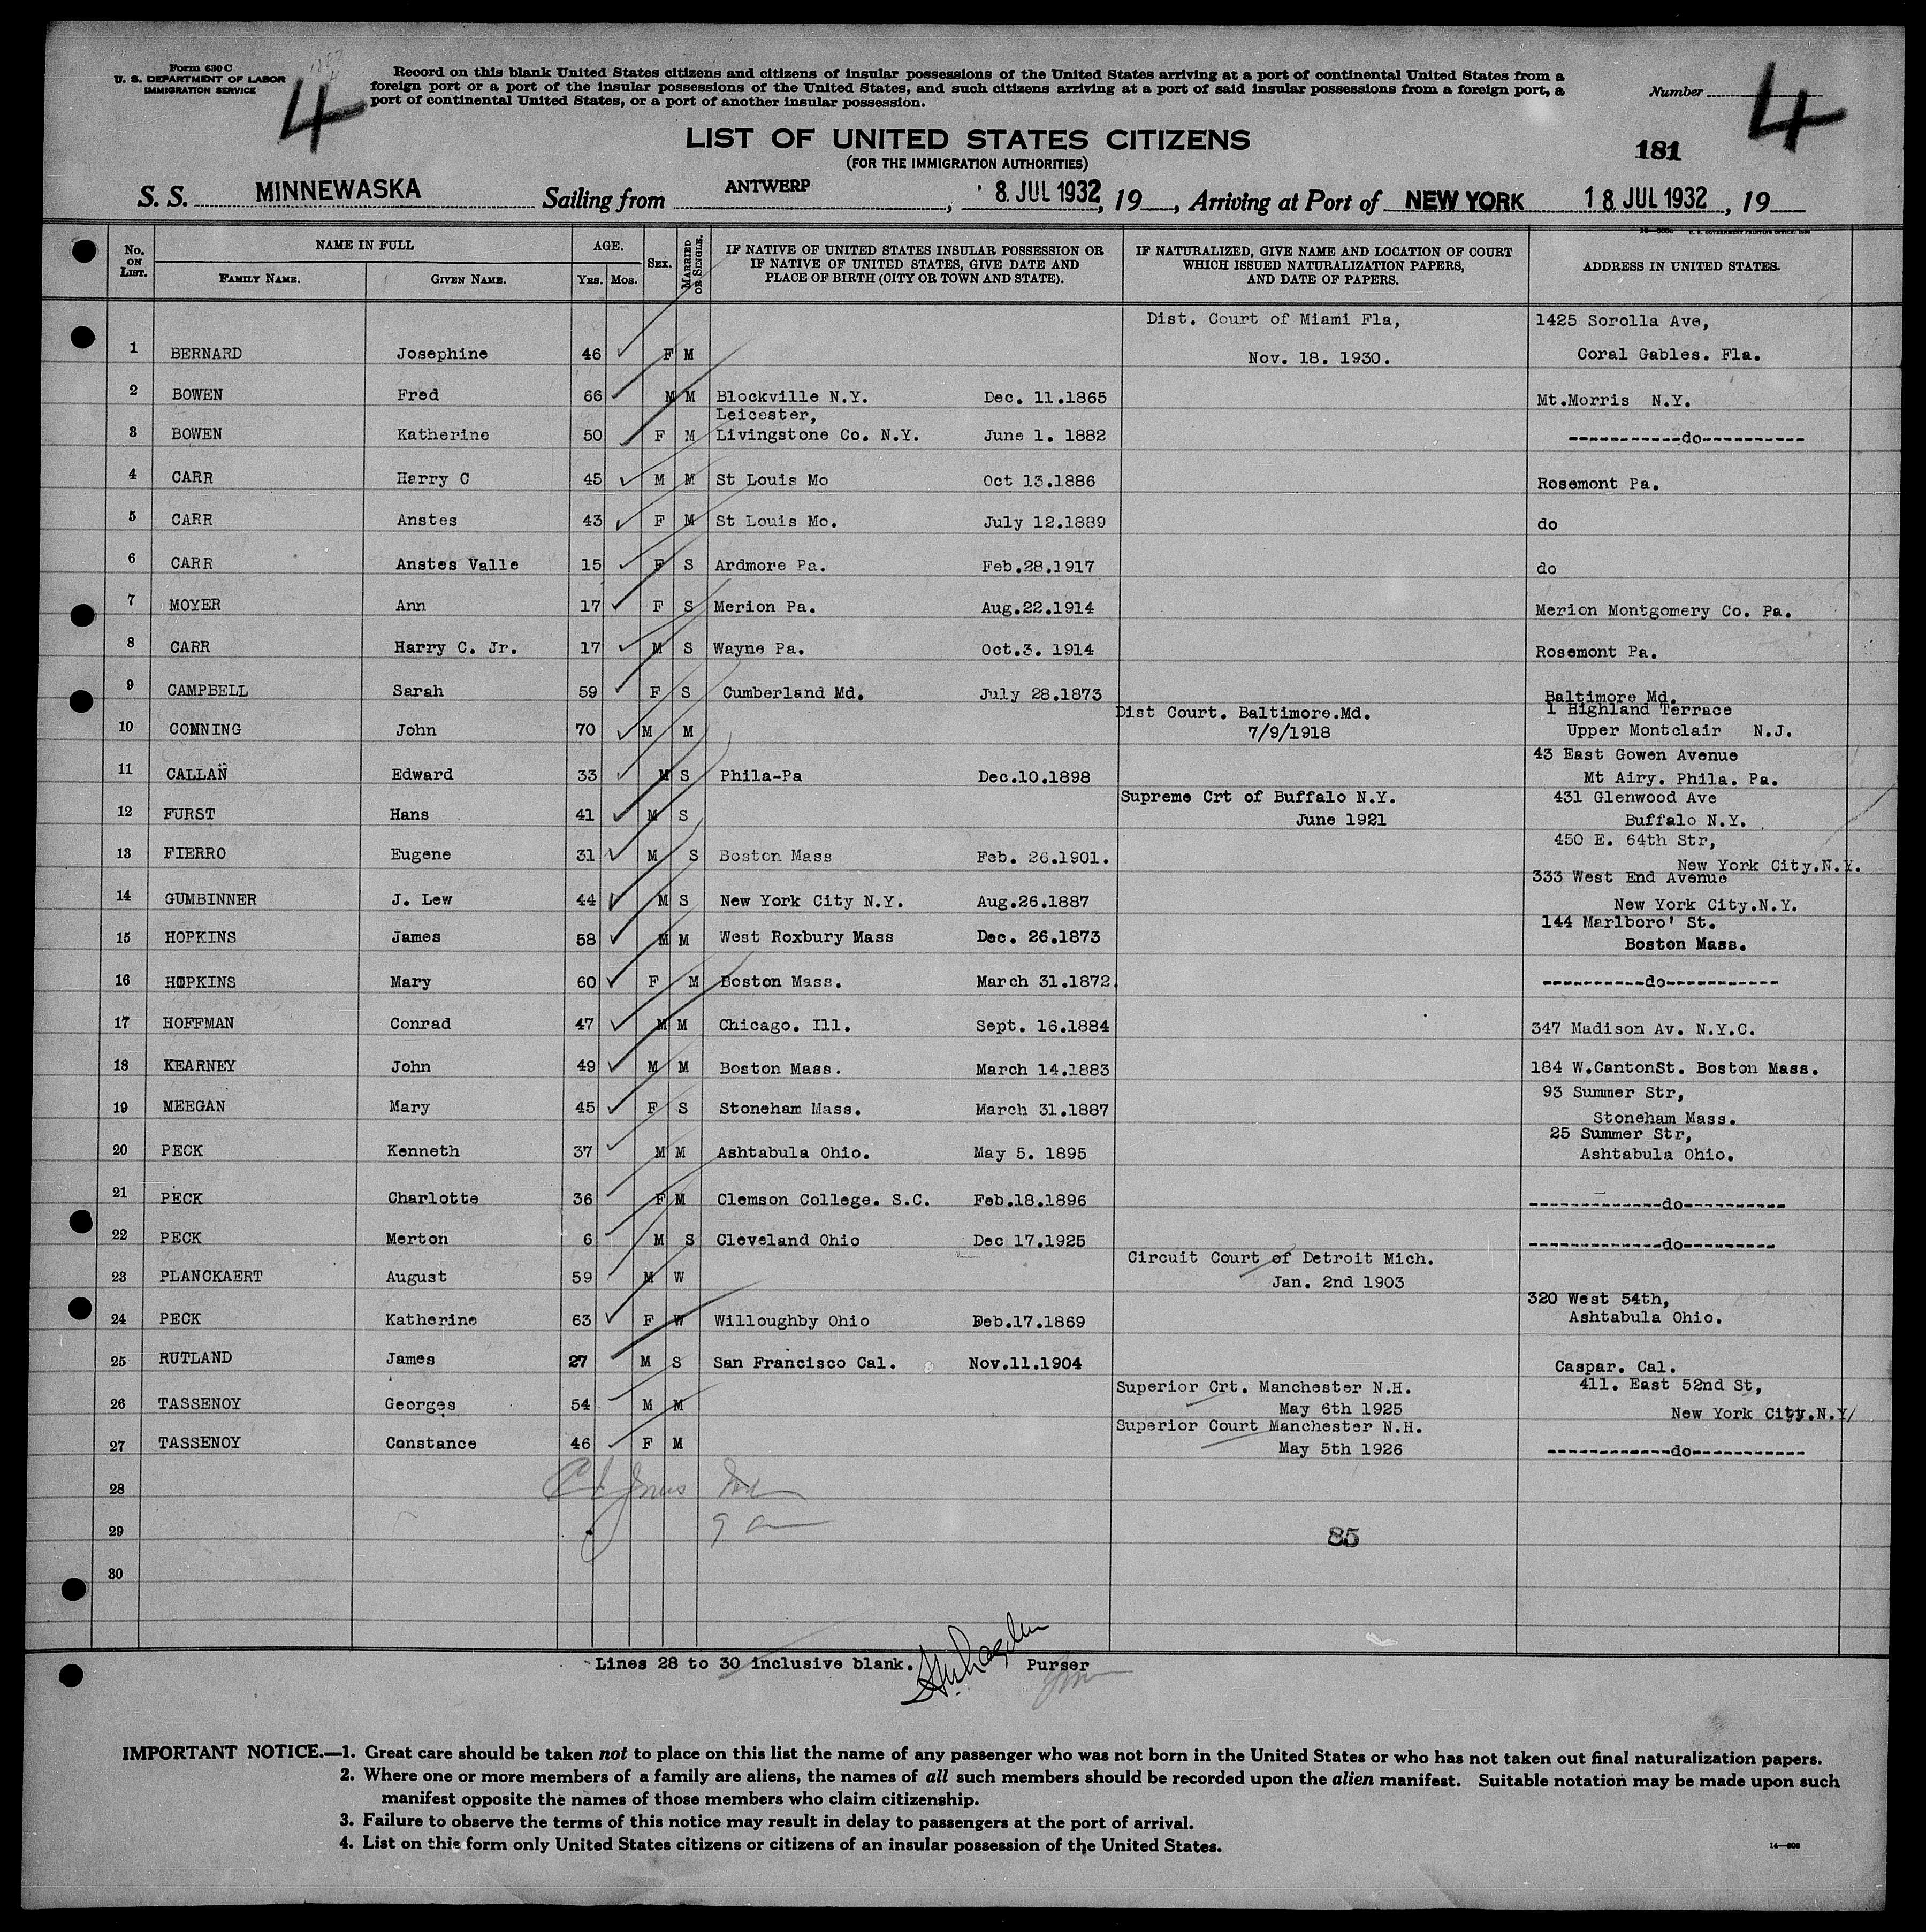 Form 630 C
U. S. DEPARTMENT OF LABOR
IMMIGRATION SERVICE
4
Record on this blank United States citizens and citizens of insular possessions of the United States arriving at a port of continental United States from a
foreign port or a port of the insular possessions of the United States, and such citizens arriving at a port of said insular possessions from a foreign port, a
port of continental United States, or a port of another insular possession.
Number
4
LIST OF UNITED STATES CITIZENS
(FOR THE IMMIGRATION AUTHORITIES)
181
S. S. MINNEWASKA Sailing from ANTWERP, 8 JUL 1932, 19 , Arriving at Port of NEW YORK 18 JUL 1932, 19
No. ON LIST. NAME IN FULL FAMILY NAME. GIVEN NAME. AGE. YRS. MOS. SEX. MARRIED OR SINGLE. IF NATIVE OF UNITED STATES INSULAR POSSESSION OR IF NATIVE OF UNITED STATES, GIVE DATE AND PLACE OF BIRTH (CITY OR TOWN AND STATE). IF NATURALIZED, GIVE NAME AND LOCATION OF COURT WHICH ISSUED NATURALIZATION PAPERS, AND DATE OF PAPERS. ADDRESS IN UNITED STATES.
Dist. Court of Miami Fla, 1425 Sorolla Ave,
1 BERNARD Josephine 46 F M Nov. 18. 1930. Coral Gables. Fla.
2 BOWEN Fred 66 M M Blockville N.Y. Dec. 11.1865 Mt.Morris N.Y.
Leicester,
3 BOWEN Katherine 50 F M Livingstone Co. N.Y. June 1. 1882 -----------do----------
4 CARR Harry C 45 M M St Louis Mo Oct 13.1886 Rosemont Pa.
5 CARR Anstes 43 F M St Louis Mo. July 12.1889 do
6 CARR Anstes Valle 15 F S Ardmore Pa. Feb.28.1917 do
7 MOYER Ann 17 F S Merion Pa. Aug.22.1914 Merion Montgomery Co. Pa.
8 CARR Harry C. Jr. 17 M S Wayne Pa. Oct.3. 1914 Rosemont Pa.
9 CAMPBELL Sarah 59 F S Cumberland Md. July 28.1873 Baltimore Md.
Dist Court. Baltimore.Md. 1 Highland Terrace
10 CONNING John 70 M M 7/9/1918 Upper Montclair N.J.
43 East Gowen Avenue
11 CALLAN Edward 33 M S Phila-Pa Dec.10.1898 Mt Airy. Phila. Pa.
Supreme Crt of Buffalo N.Y. 431 Glenwood Ave
12 FURST Hans 41 M S June 1921 Buffalo N.Y.
450 E. 64th Str,
13 FIERRO Eugene 31 M S Boston Mass Feb. 26.1901. New York City.N.Y.
333 West End Avenue
14 GUMBINNER J. Lew 44 M S New York City N.Y. Aug.26.1887 New York City.N.Y.
144 Marlboro' St.
15 HOPKINS James 58 M M West Roxbury Mass Dec. 26.1873 Boston Mass.
16 HOPKINS Mary 60 F M Boston Mass. March 31.1872. ----------do-----------
17 HOFFMAN Conrad 47 M M Chicago. Ill. Sept. 16.1884 347 Madison Av. N.Y.C.
18 KEARNEY John 49 M M Boston Mass. March 14.1883 184 W.CantonSt. Boston Mass.
93 Summer Str,
19 MEEGAN Mary 45 F S Stoneham Mass. March 31.1887 Stoneham Mass.
25 Summer Str,
20 PECK Kenneth 37 M M Ashtabula Ohio. May 5. 1895 Ashtabula Ohio.
21 PECK Charlotte 36 F M Clemson College. S.C. Feb.18.1896 -------------do----------
22 PECK Merton 6 M S Cleveland Ohio Dec 17.1925 -------------do---------
Circuit Court of Detroit Mich.
23 PLANCKAERT August 59 M W Jan. 2nd 1903
320 West 54th,
24 PECK Katherine 63 F W Willoughby Ohio Feb.17.1869 Ashtabula Ohio.
25 RUTLAND James 27 M S San Francisco Cal. Nov.11.1904 Caspar. Cal.
Superior Crt. Manchester N.H. 411. East 52nd St,
26 TASSENOY Georges 54 M M May 6th 1925 New York City.N.Y/
Superior Court Manchester N.H.
27 TASSENOY Constance 46 F M May 5th 1926 ------------do-----------
28
29 85
30
Lines 28 to 30 inclusive blank. Purser
IMPORTANT NOTICE.—1. Great care should be taken not to place on this list the name of any passenger who was not born in the United States or who has not taken out final naturalization papers.
2. Where one or more members of a family are aliens, the names of all such members should be recorded upon the alien manifest. Suitable notation may be made upon such
manifest opposite the names of those members who claim citizenship.
3. Failure to observe the terms of this notice may result in delay to passengers at the port of arrival.
4. List on this form only United States citizens or citizens of an insular possession of the United States.